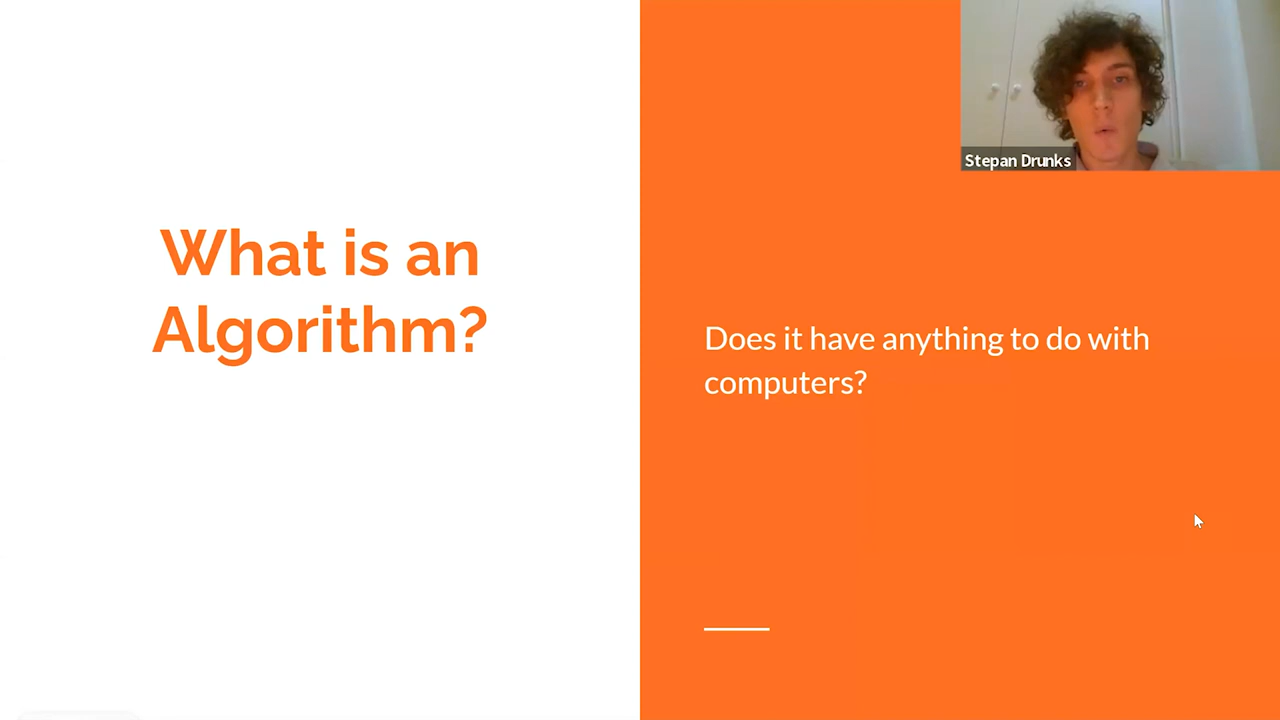 What is an
Algorithm?
Does it have anything to do with
computers?
Stepan Drunks